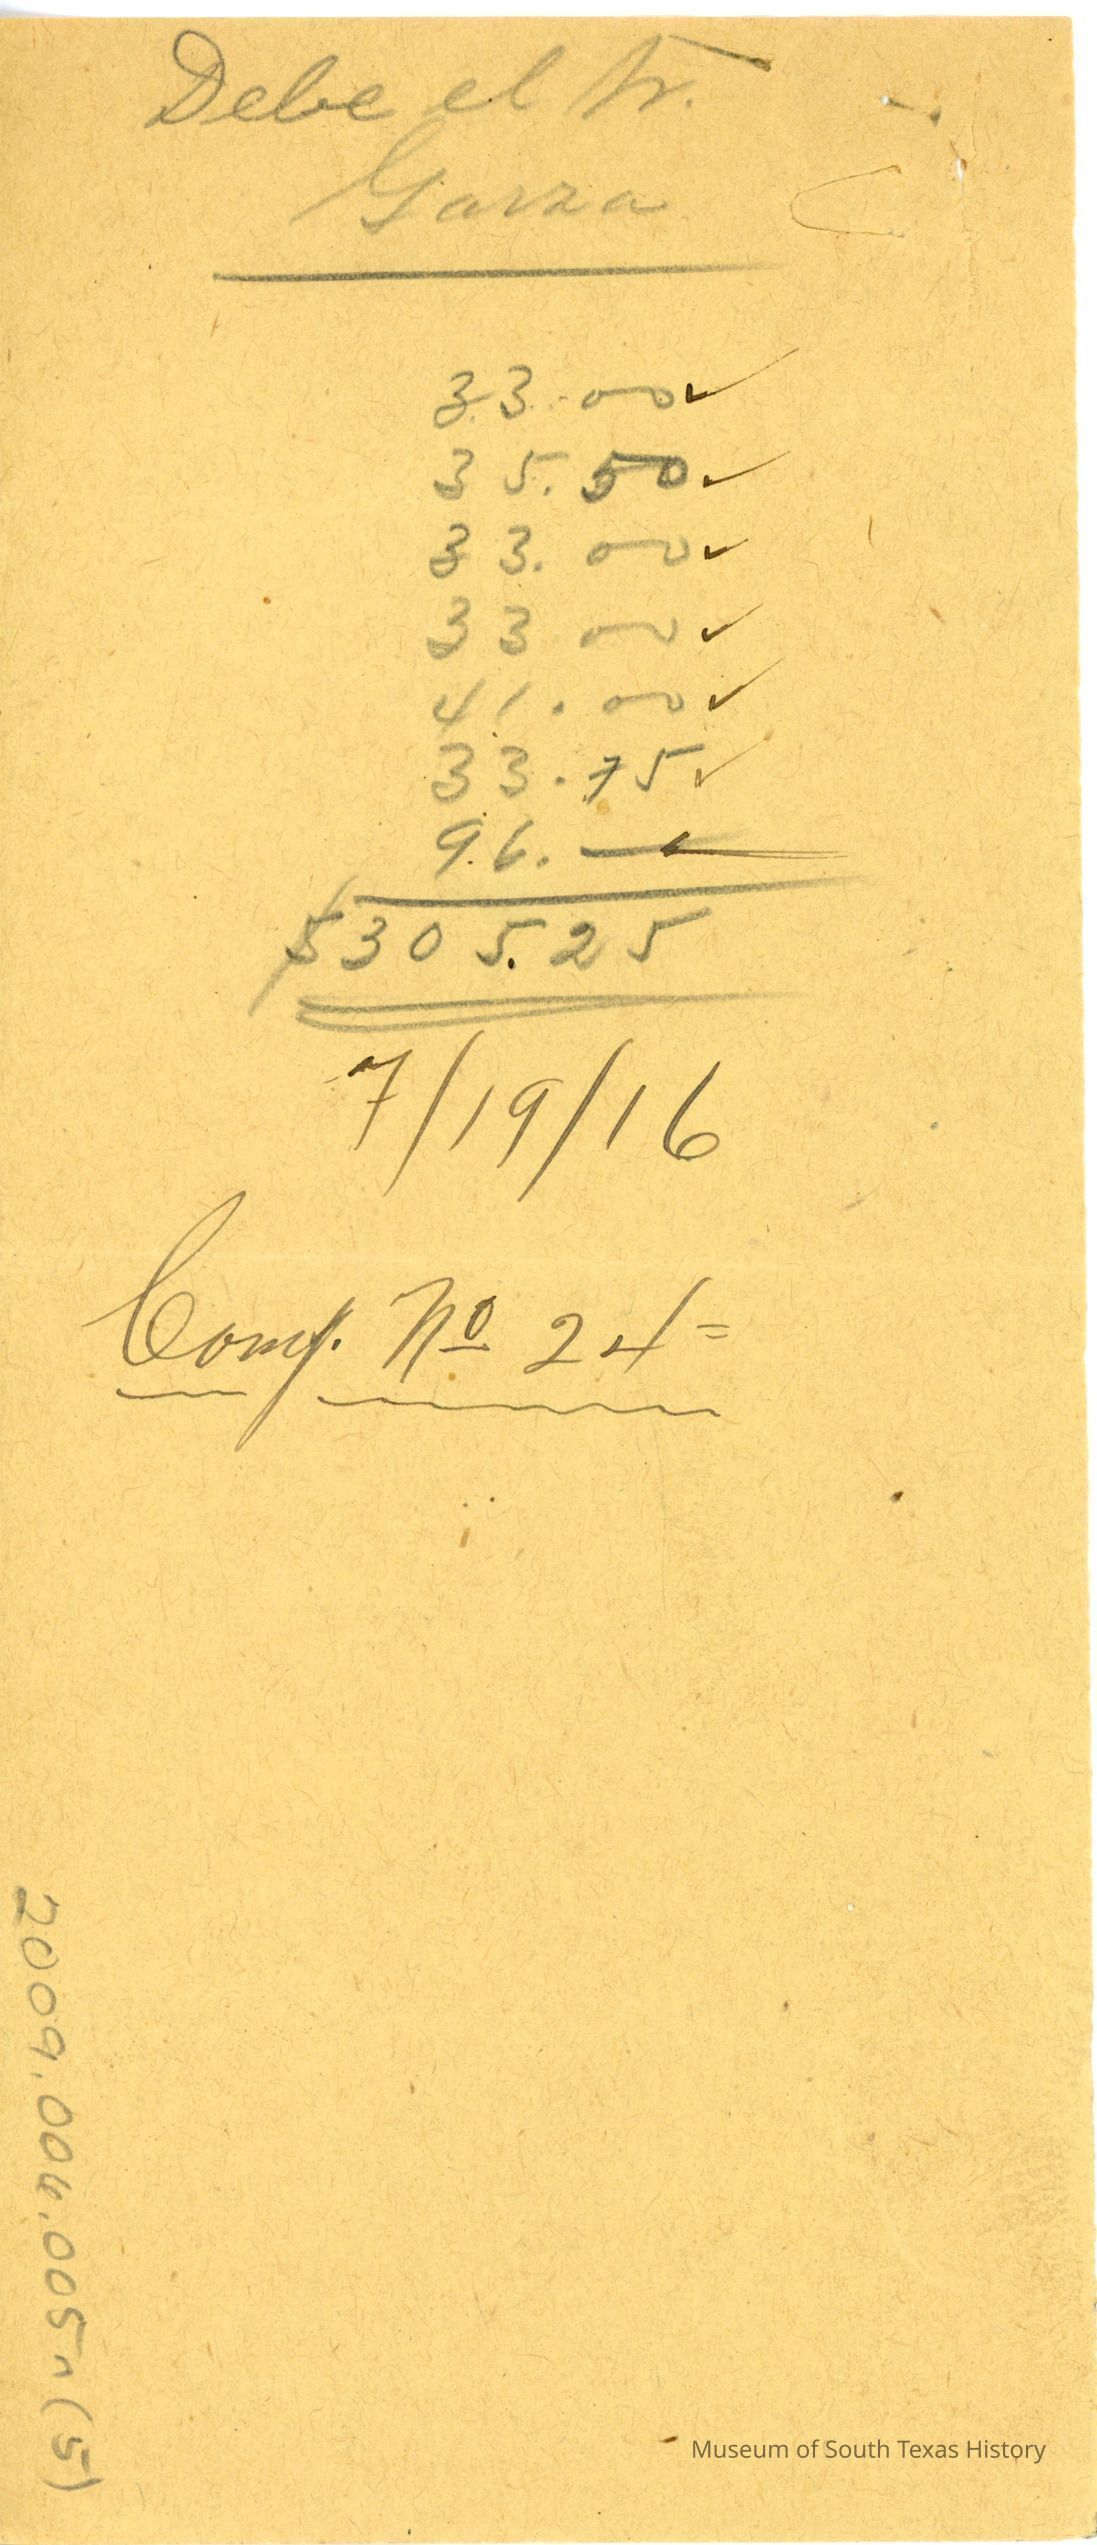 Debe el Sr.
Garza
33.00✓
35.50✓
33.00✓
33 00✓
41.00✓
33.75✓
96.—
$305.25
7/19/16
Comp. Nº 24=
2009.004.005n(5)
Museum of South Texas History